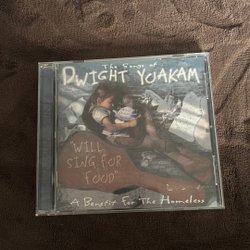 The Songs of
DWIGHT YOAKAM
"WILL
SING FOR
FOOD"
A Benefit For The Homeless